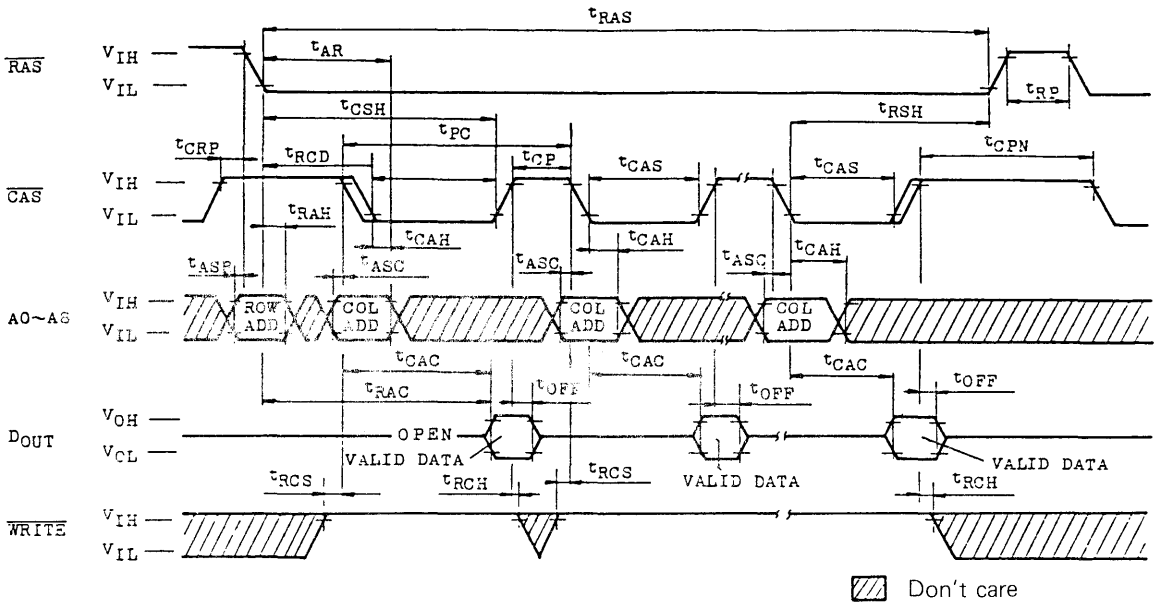 tRAS
tAR
RAS
VIH
VIL
tRP
tCSH
tRSH
tPC
tCRP
tRCD
tCP
tCAS
tCAS
tCPN
CAS
VIH
VIL
tRAH
tCAH
tCAH
tCAH
tASR
tASC
tASC
tASC
A0~A8
VIH
VIL
ROW ADD
COL ADD
COL ADD
COL ADD
tCAC
tCAC
tCAC
tRAC
tOFF
tOFF
tOFF
DOUT
VOH
VOL
OPEN
VALID DATA
VALID DATA
VALID DATA
tRCS
tRCH
tRCS
tRCH
WRITE
VIH
VIL
Don't care